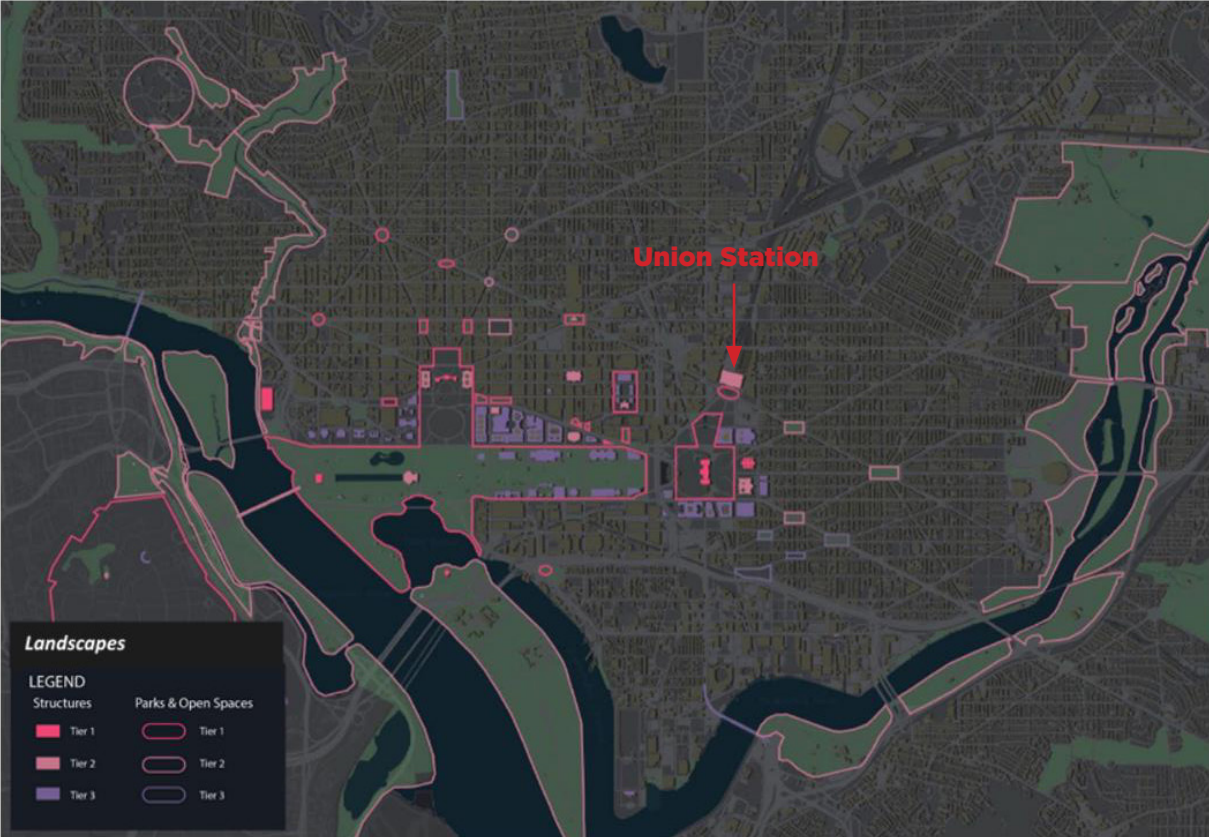 Union Station
Landscapes
LEGEND
Structures
Parks & Open Spaces
Tier 1
Tier 1
Tier 2
Tier 2
Tier 3
Tier 3